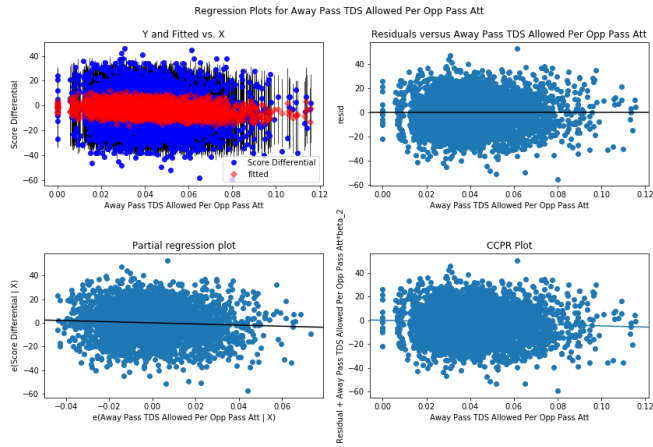 Regression Plots for Away Pass TDS Allowed Per Opp Pass Att
Y and Fitted vs. X
Score Differential
40
20
0
−20
−40
−60
Score Differential
fitted
0.00 0.02 0.04 0.06 0.08 0.10 0.12
Away Pass TDS Allowed Per Opp Pass Att
Residuals versus Away Pass TDS Allowed Per Opp Pass Att
resid
40
20
0
−20
−40
−60
0.00 0.02 0.04 0.06 0.08 0.10 0.12
Away Pass TDS Allowed Per Opp Pass Att
Partial regression plot
e(Score Differential | X)
40
20
0
−20
−40
−60
−0.04 −0.02 0.00 0.02 0.04 0.06
e(Away Pass TDS Allowed Per Opp Pass Att | X)
CCPR Plot
Residual + Away Pass TDS Allowed Per Opp Pass Att*beta_2
40
20
0
−20
−40
−60
0.00 0.02 0.04 0.06 0.08 0.10 0.12
Away Pass TDS Allowed Per Opp Pass Att